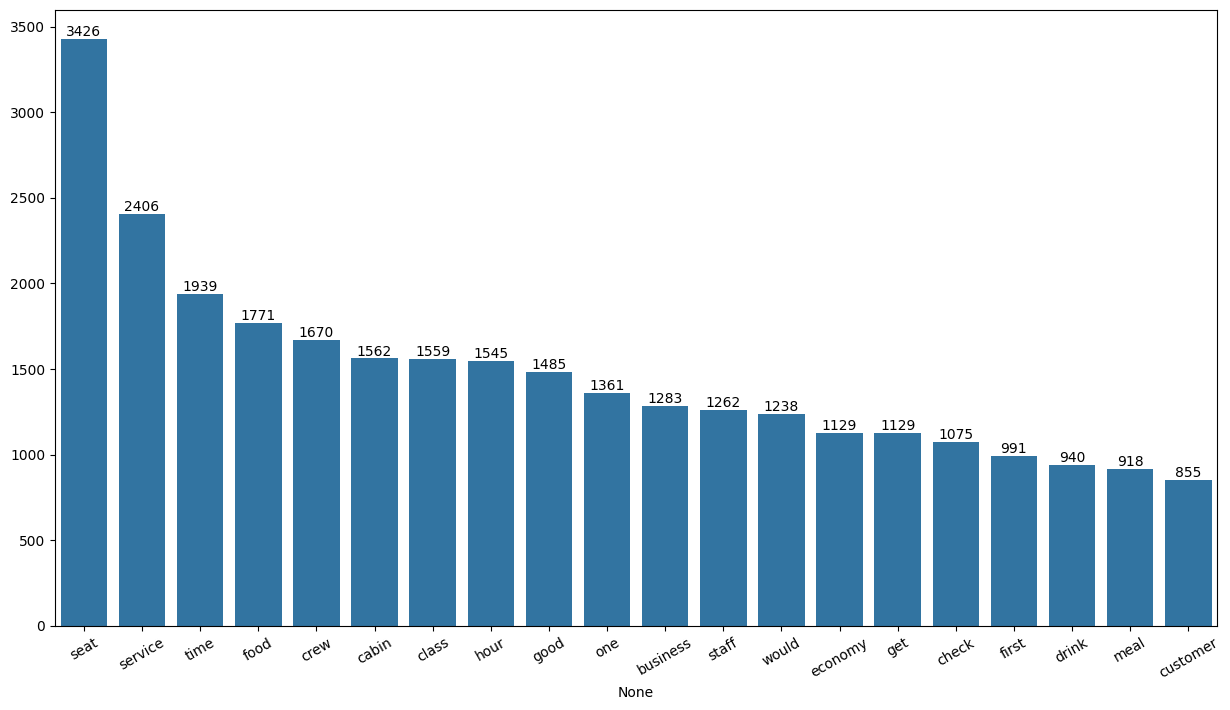 3500
3000
2500
2000
1500
1000
500
0
3426
2406
1939
1771
1670
1562
1559
1545
1485
1361
1283
1262
1238
1129
1129
1075
991
940
918
855
seat
service
time
food
crew
cabin
class
hour
good
one
business
staff
would
economy
get
check
first
drink
meal
customer
None